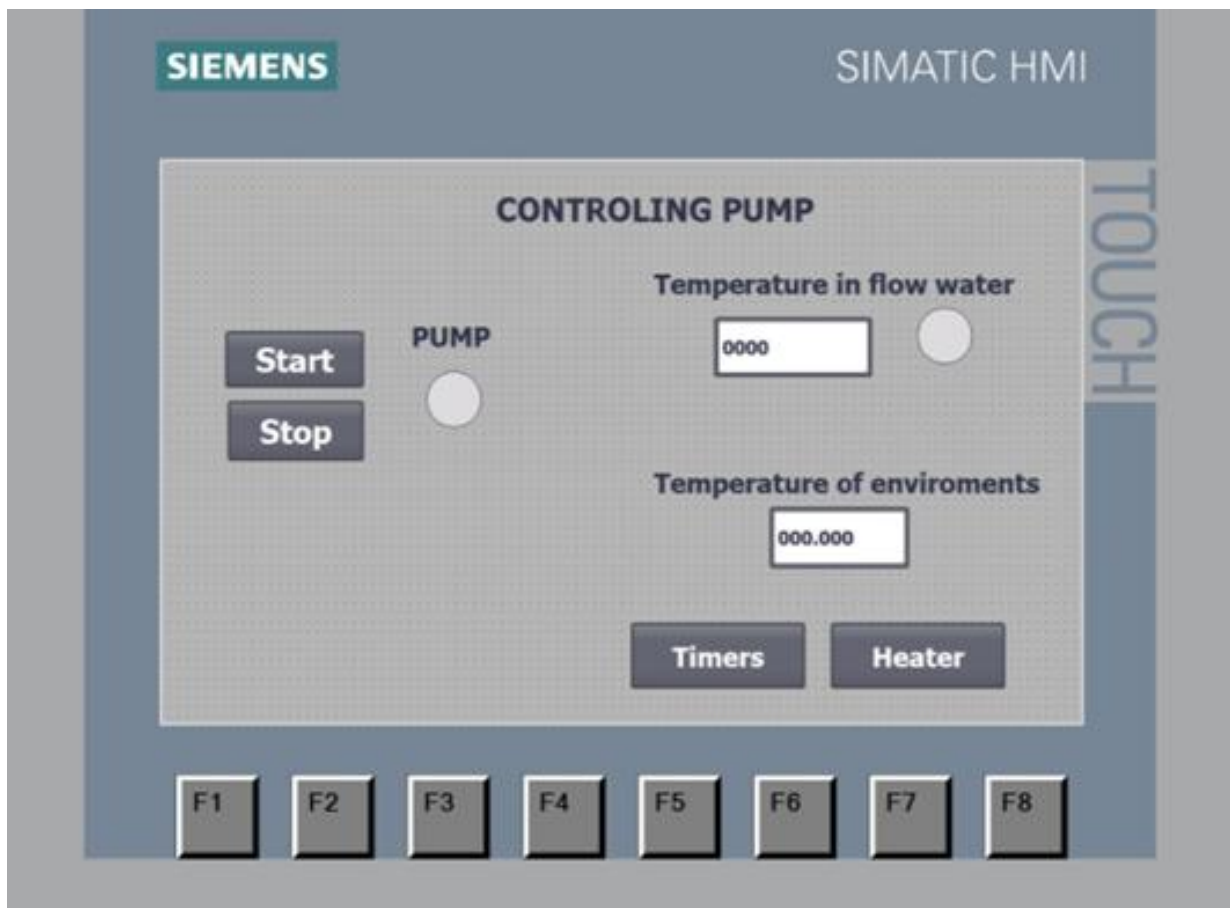 SIEMENS
SIMATIC HMI
TOUCH
CONTROLING PUMP
Temperature in flow water
0000
PUMP
Start
Stop
Temperature of enviroments
000.000
Timers
Heater
F1
F2
F3
F4
F5
F6
F7
F8